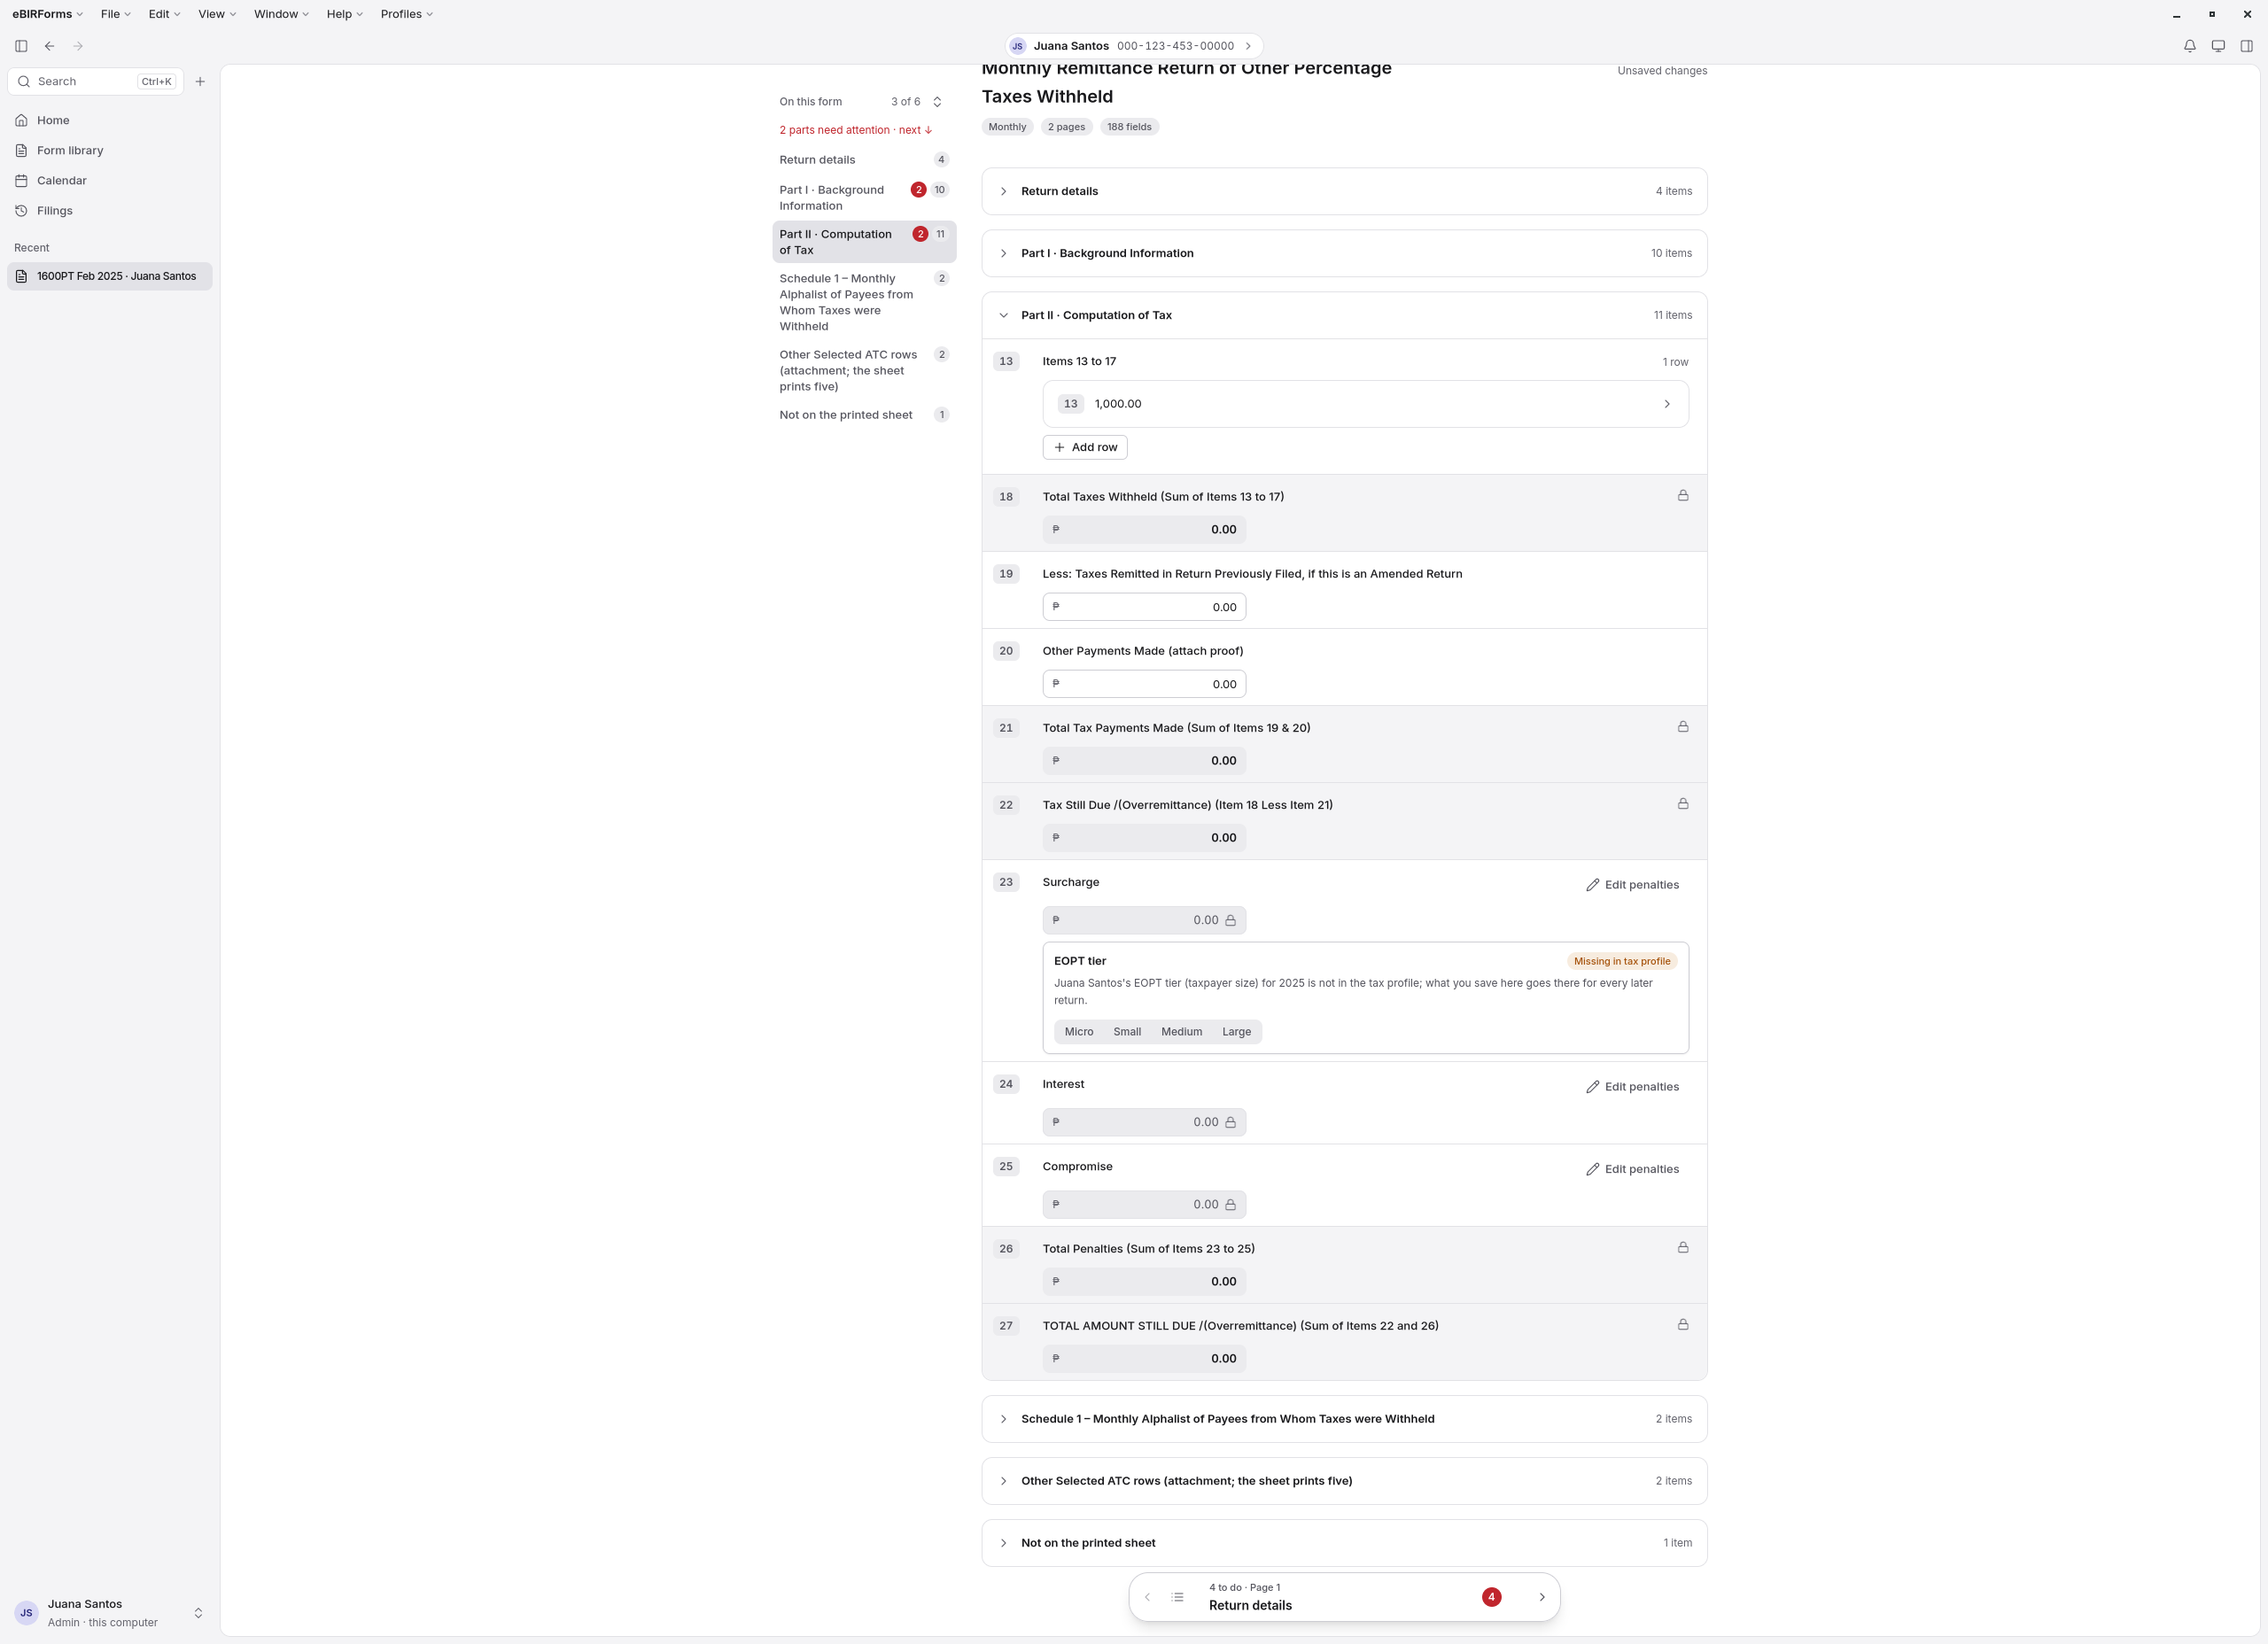 eBIRForms File Edit View Window Help Profiles
JS Juana Santos 000-123-453-00000
Search Ctrl+K
Home
Form library
Calendar
Filings
Recent
1600PT Feb 2025 · Juana Santos
JS Juana Santos
Admin · this computer
On this form 3 of 6
2 parts need attention · next ↓
Return details 4
Part I · Background 2 10
Information
Part II · Computation 2 11
of Tax
Schedule 1 – Monthly 2
Alphalist of Payees from
Whom Taxes were
Withheld
Other Selected ATC rows 2
(attachment; the sheet
prints five)
Not on the printed sheet 1
Monthly Remittance Return of Other Percentage
Taxes Withheld
Unsaved changes
Monthly 2 pages 188 fields
Return details 4 items
Part I · Background Information 10 items
Part II · Computation of Tax 11 items
13 Items 13 to 17 1 row
13 1,000.00
Add row
18 Total Taxes Withheld (Sum of Items 13 to 17)
₱ 0.00
19 Less: Taxes Remitted in Return Previously Filed, if this is an Amended Return
₱ 0.00
20 Other Payments Made (attach proof)
₱ 0.00
21 Total Tax Payments Made (Sum of Items 19 & 20)
₱ 0.00
22 Tax Still Due /(Overremittance) (Item 18 Less Item 21)
₱ 0.00
23 Surcharge Edit penalties
₱ 0.00
EOPT tier Missing in tax profile
Juana Santos's EOPT tier (taxpayer size) for 2025 is not in the tax profile; what you save here goes there for every later
return.
Micro Small Medium Large
24 Interest Edit penalties
₱ 0.00
25 Compromise Edit penalties
₱ 0.00
26 Total Penalties (Sum of Items 23 to 25)
₱ 0.00
27 TOTAL AMOUNT STILL DUE /(Overremittance) (Sum of Items 22 and 26)
₱ 0.00
Schedule 1 – Monthly Alphalist of Payees from Whom Taxes were Withheld 2 items
Other Selected ATC rows (attachment; the sheet prints five) 2 items
Not on the printed sheet 1 item
4 to do · Page 1
Return details 4